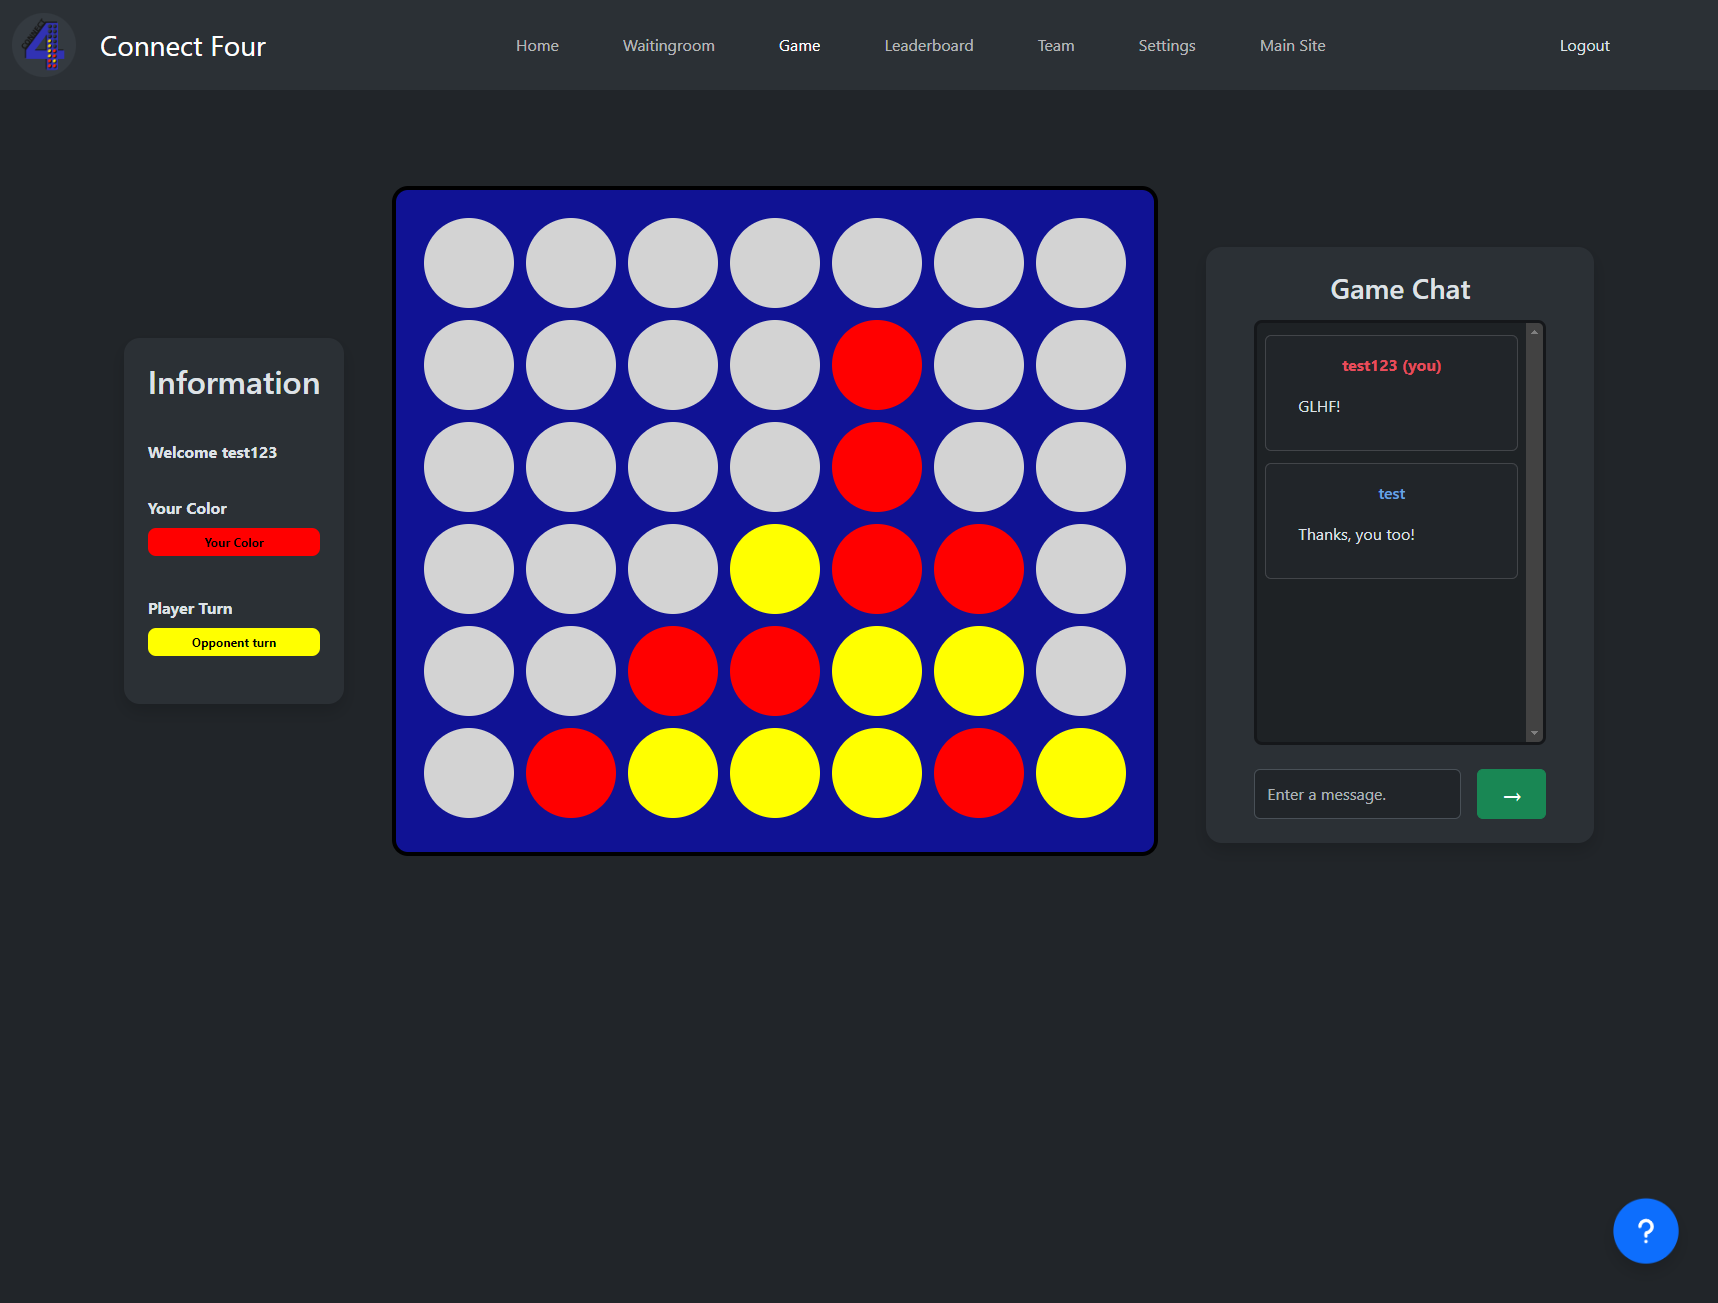 Connect Four
Home
Waitingroom
Game
Leaderboard
Team
Settings
Main Site
Logout
Information
Welcome test123
Your Color
Your Color
Player Turn
Opponent turn
Game Chat
test123 (you)
GLHF!
test
Thanks, you too!
Enter a message.
→
?